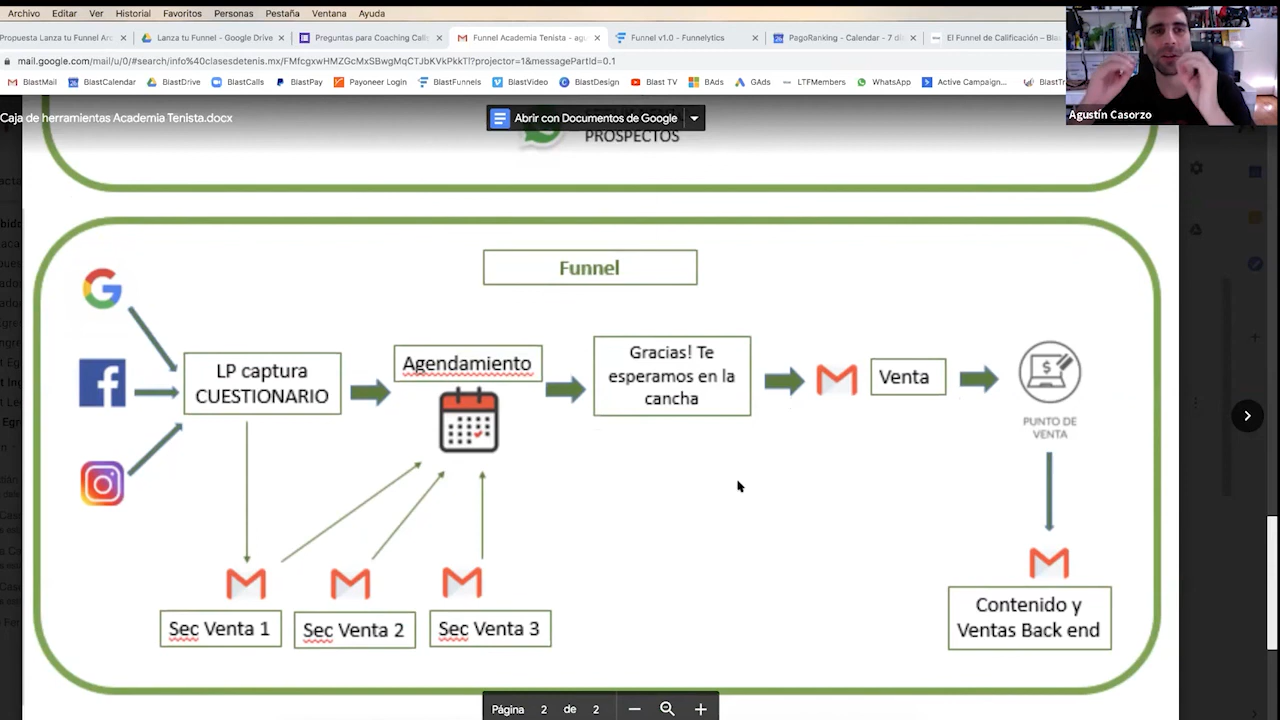 Archivo Editar Ver Historial Favoritos Personas Pestaña Ventana Ayuda
Propuesta Lanza tu Funnel Ar
Lanza tu Funnel - Google Drive
Preguntas para Coaching Cali
Funnel Academia Tenista - agu
Funnel v1.0 - Funnelytics
PagoRanking - Calendar - 7 di
El Funnel de Calificación – Blas
mail.google.com/mail/u/0/#search/info%40clasesdetenis.mx/FMfcgxwHMZGcMxSBwgMqCTJbKVkPkkTl?projector=1&messagePartId=0.1
BlastMail BlastCalendar BlastDrive BlastCalls BlastPay Payoneer Login BlastFunnels BlastVideo BlastDesign Blast TV BAds GAds LTFMembers WhatsApp Active Campaign...
Agustín Casorzo
Caja de herramientas Academia Tenista.docx
Abrir con Documentos de Google
PROSPECTOS
Funnel
LP captura
CUESTIONARIO
Agendamiento
Gracias! Te
esperamos en la
cancha
Venta
PUNTO DE
VENTA
Sec Venta 1
Sec Venta 2
Sec Venta 3
Contenido y
Ventas Back end
Página 2 de 2